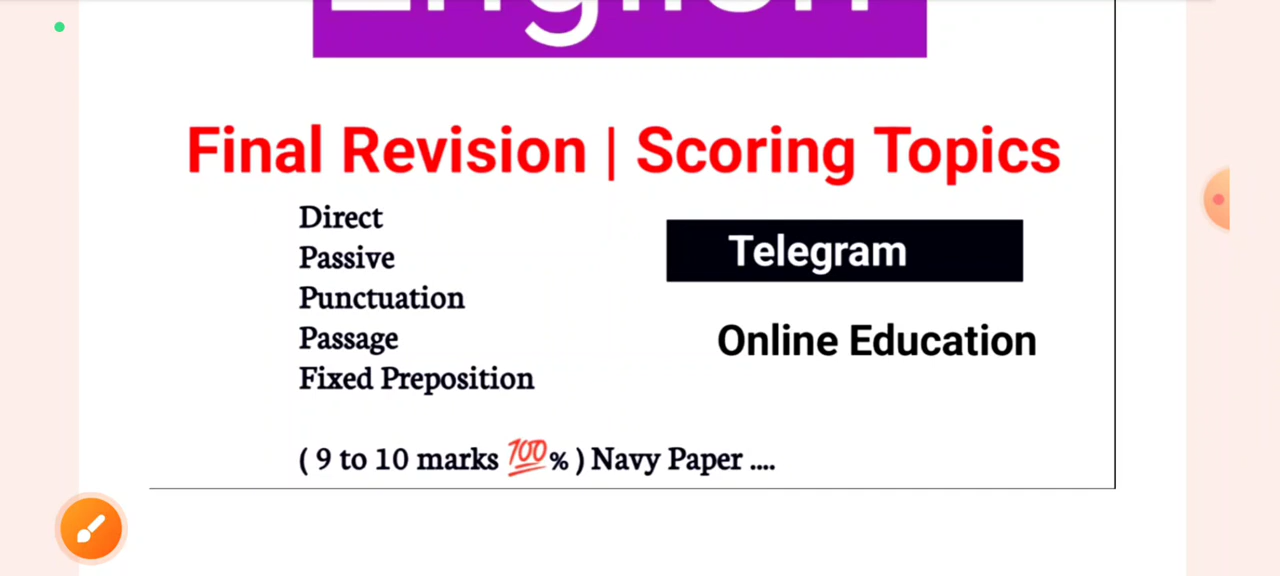 English
Final Revision | Scoring Topics
Direct
Passive
Punctuation
Passage
Fixed Preposition
Telegram
Online Education
( 9 to 10 marks 💯% ) Navy Paper ....